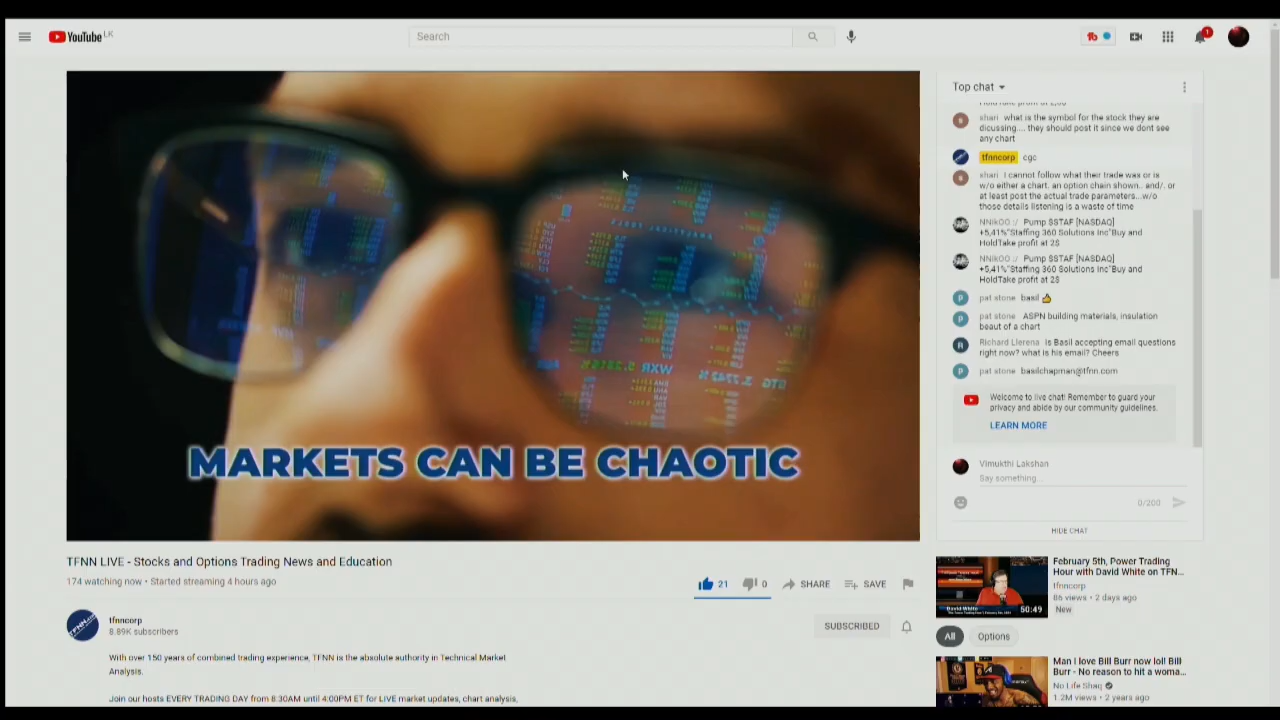 YouTube LK
Search
1
MARKETS CAN BE CHAOTIC
WXR
TFNN LIVE - Stocks and Options Trading News and Education
174 watching now • Started streaming 4 hours ago
21
0
SHARE
SAVE
tfnncorp
8.89K subscribers
SUBSCRIBED
With over 150 years of combined trading experience, TFNN is the absolute authority in Technical Market
Analysis.
Join our hosts EVERY TRADING DAY from 8:30AM until 4:00PM ET for LIVE market updates, chart analysis,
Top chat
shari what is the symbol for the stock they are
dicussing.... they should post it since we dont see
any chart
tfnncorp cgc
shari I cannot follow what their trade was or is
w/o either a chart, an option chain shown.. and/. or
at least post the actual trade parameters...w/o
those details listening is a waste of time
NNikOO :/ Pump $STAF [NASDAQ]
+5,41%"Staffing 360 Solutions Inc"Buy and
HoldTake profit at 2$
NNikOO :/ Pump $STAF [NASDAQ]
+5,41%"Staffing 360 Solutions Inc"Buy and
HoldTake profit at 2$
pat stone basil 👍
pat stone ASPN building materials, insulation
beaut of a chart
Richard Llerena Is Basil accepting email questions
right now? what is his email? Cheers
pat stone basilchapman@tfnn.com
Welcome to live chat! Remember to guard your
privacy and abide by our community guidelines.
LEARN MORE
Vimukthi Lakshan
Say something...
0/200
HIDE CHAT
February 5th, Power Trading
Hour with David White on TFN...
tfnncorp
86 views • 2 days ago
New
David White
50:49
All
Options
Man I love Bill Burr now lol! Bill
Burr - No reason to hit a woma...
No Life Shaq
1.2M views • 2 years ago